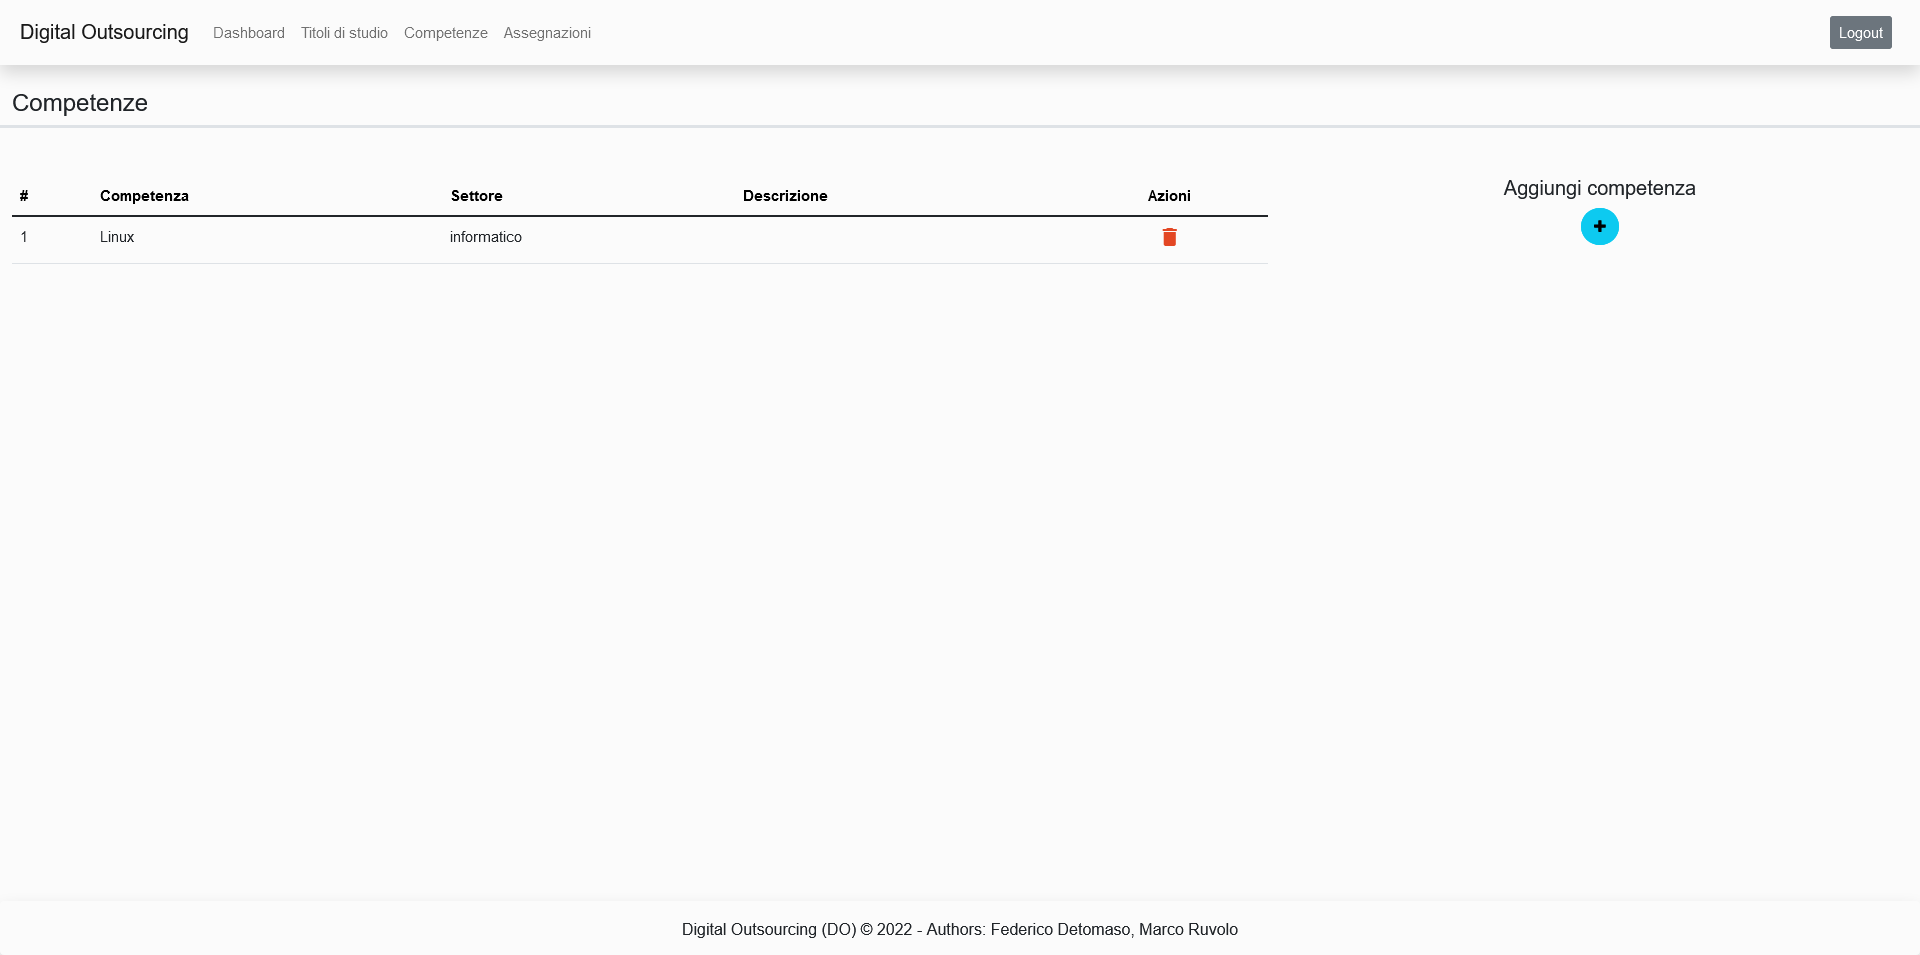 Digital Outsourcing Dashboard Titoli di studio Competenze Assegnazioni Logout
Competenze
# Competenza Settore Descrizione Azioni
1 Linux informatico
Aggiungi competenza
Digital Outsourcing (DO) © 2022 - Authors: Federico Detomaso, Marco Ruvolo